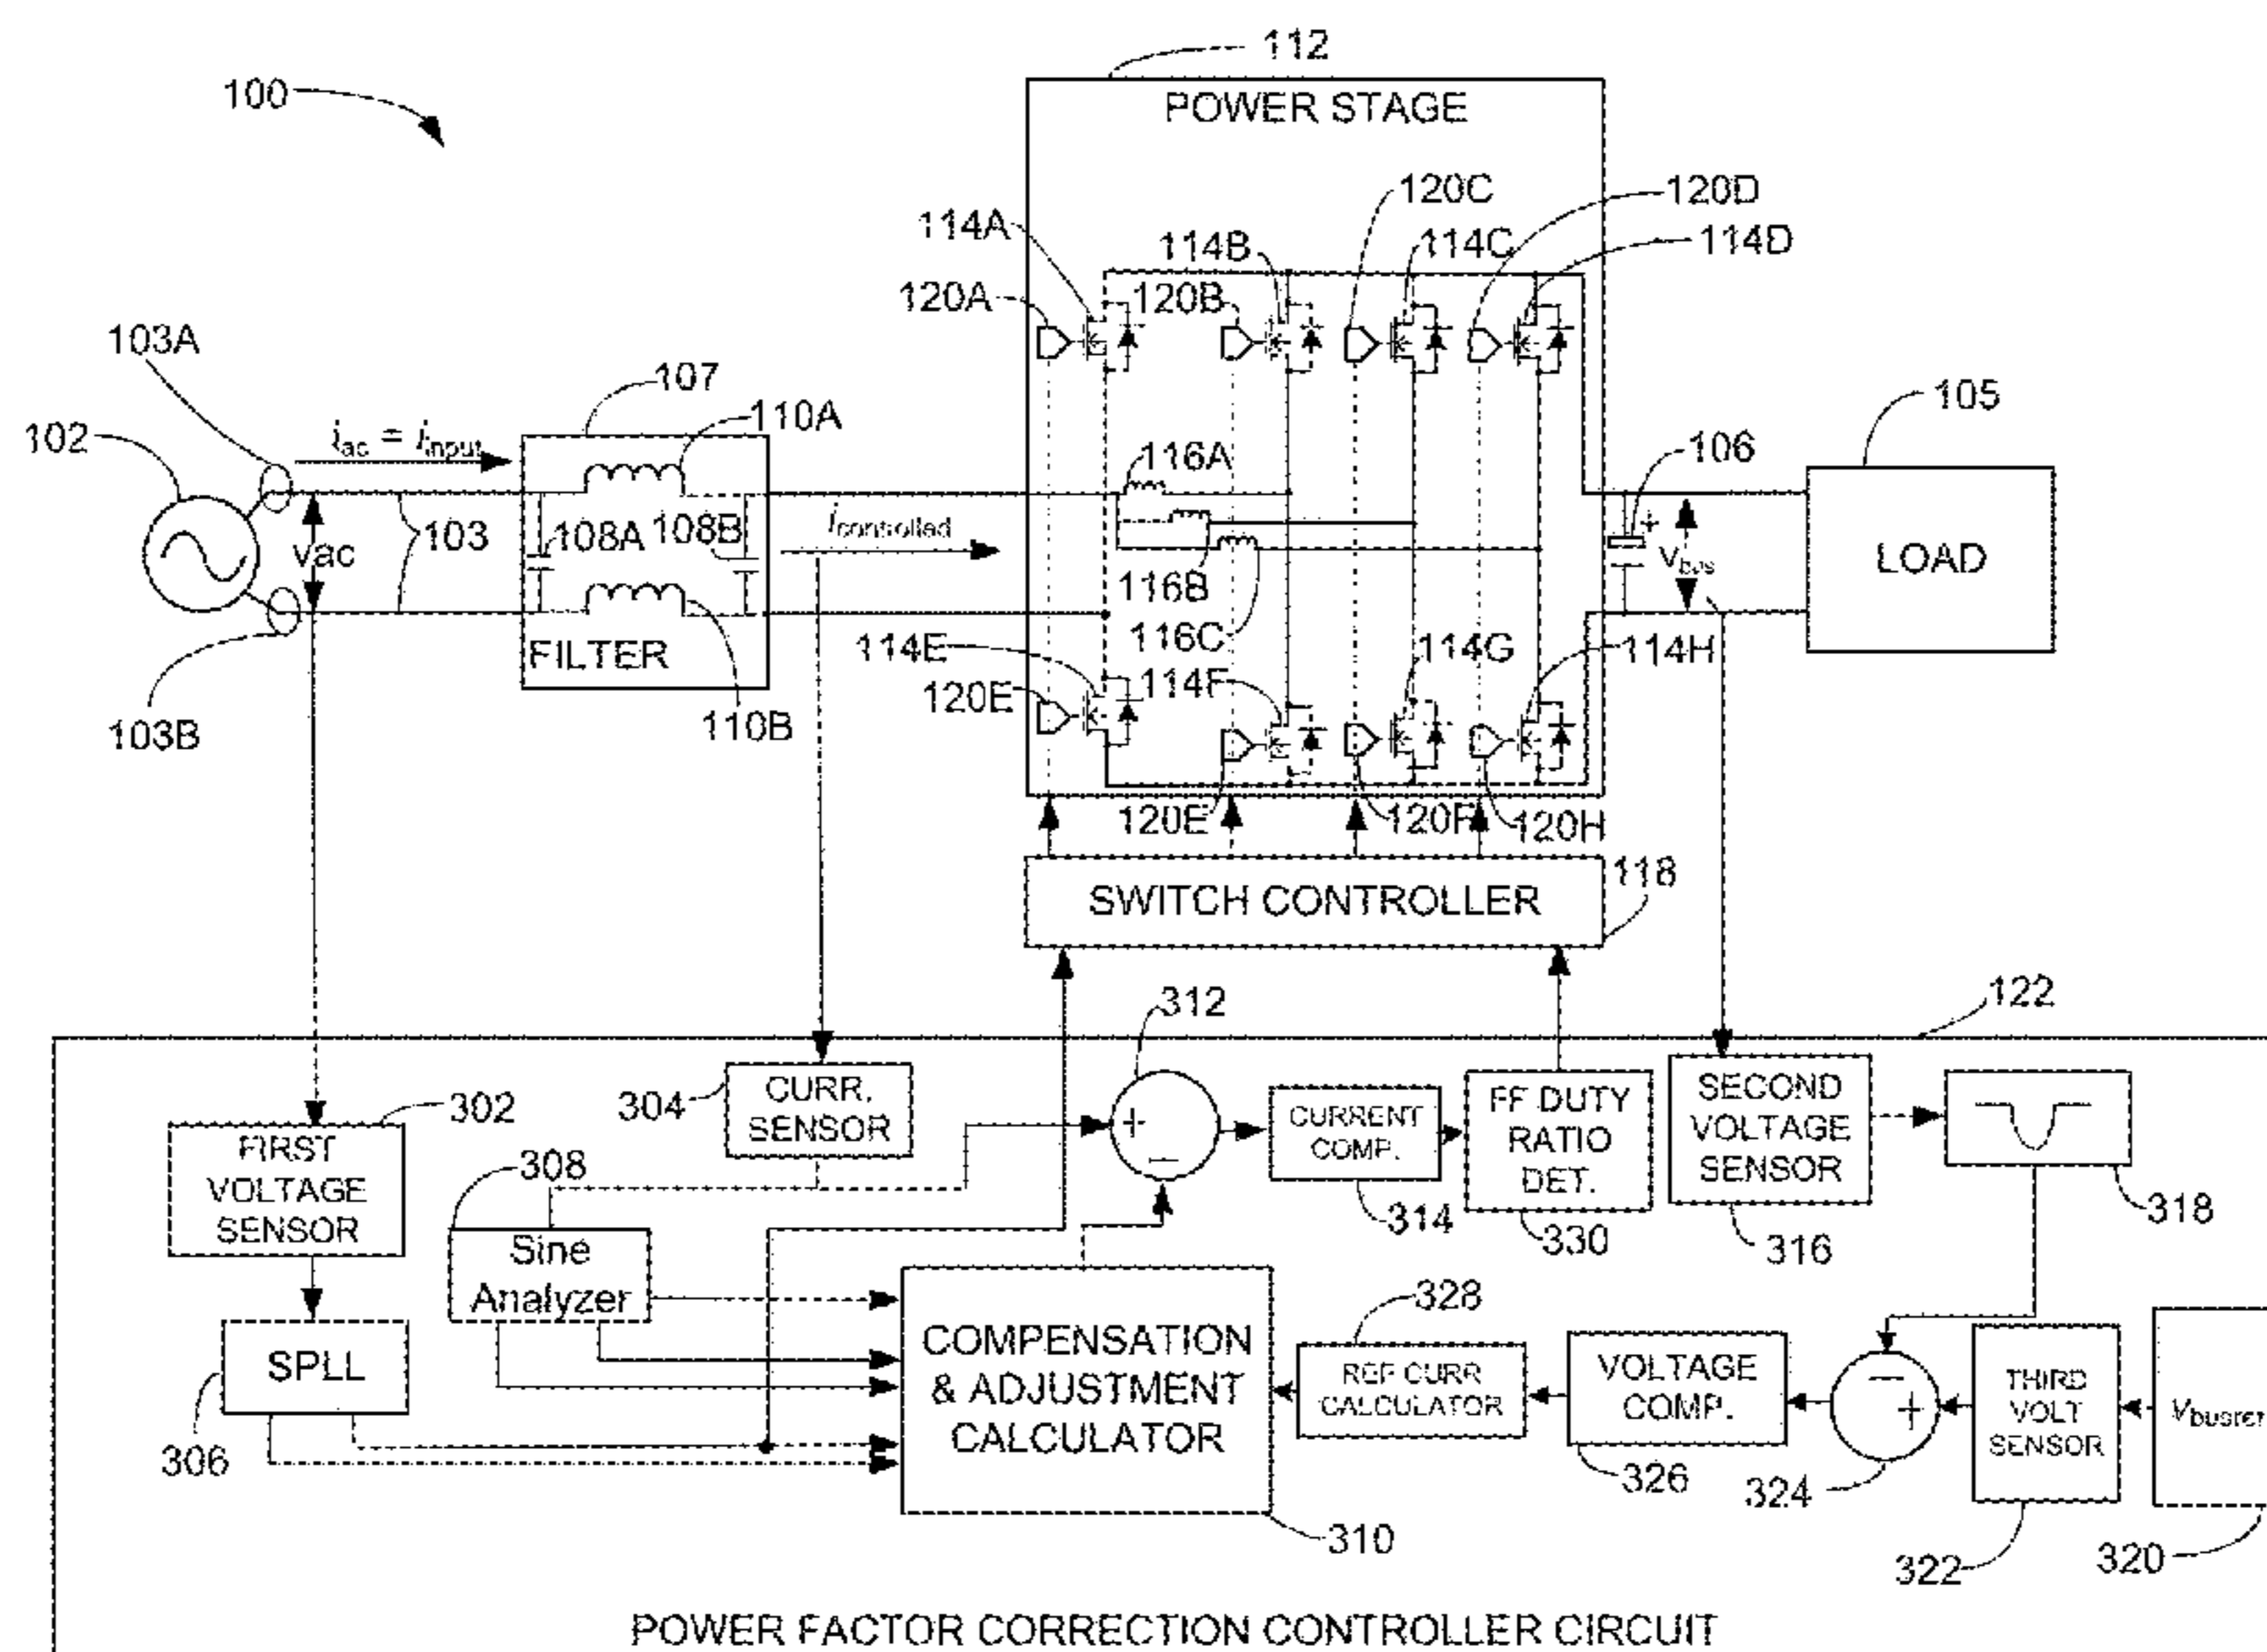 112
100
POWER STAGE
120C
120D
114A
114B
114C
114D
120A
120B
103A
107
110A
105
102
iac = iinput
116A
106
vac
103
108A
108B
icontrolled
+
Vbus
LOAD
116B
116C
FILTER
114E
114G
114H
120E
114F
103B
110B
120E
120F
120H
118
SWITCH CONTROLLER
312
122
302
304
CURR.
SENSOR
+
−
CURRENT
COMP.
FF DUTY
RATIO
DET.
SECOND
VOLTAGE
SENSOR
FIRST
VOLTAGE
SENSOR
308
314
330
316
318
Sine
Analyzer
328
SPLL
COMPENSATION
& ADJUSTMENT
CALCULATOR
REF CURR
CALCULATOR
VOLTAGE
COMP.
−
+
THIRD
VOLT
SENSOR
Vbusref
306
326
324
310
322
320
POWER FACTOR CORRECTION CONTROLLER CIRCUIT